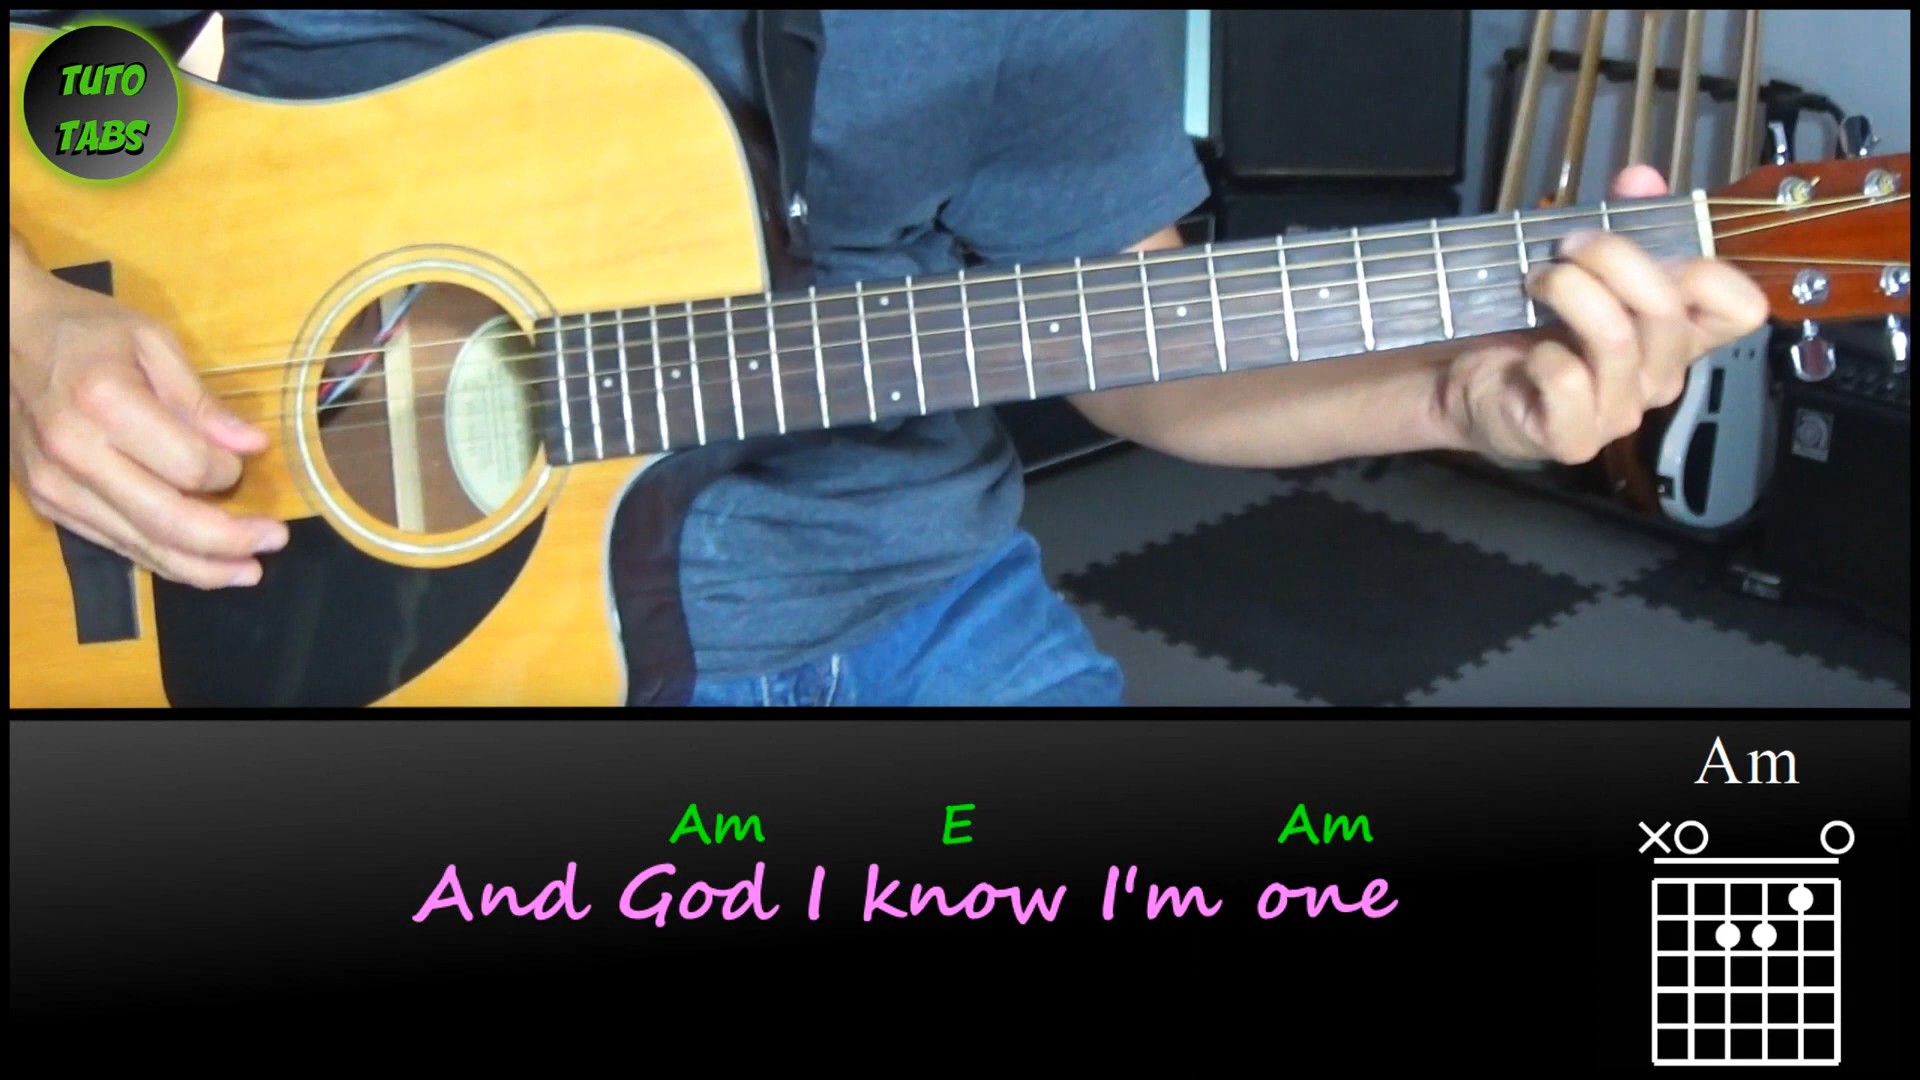 TUTO
TABS
Am
Am E Am
And God I know I'm one